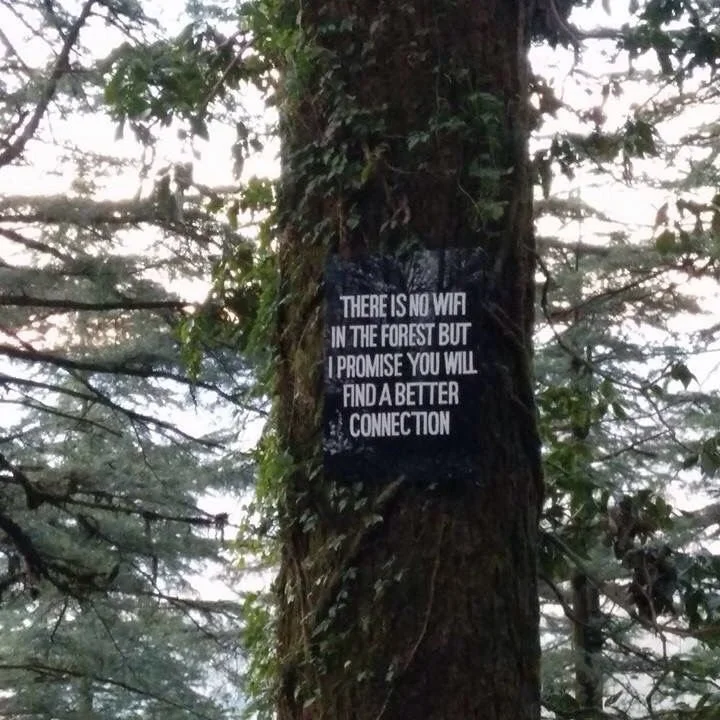 THERE IS NO WIFI
IN THE FOREST BUT
I PROMISE YOU WILL
FIND A BETTER
CONNECTION